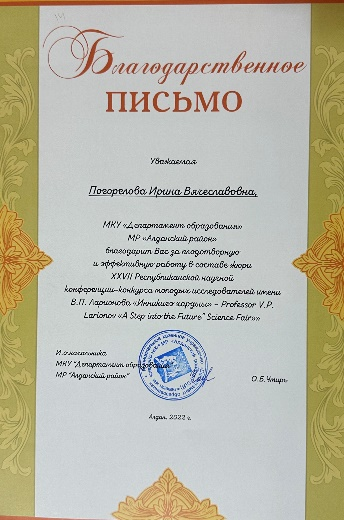 Благодарственное
ПИСЬМО
Уважаемая
Погорелова Ирина Вячеславовна,
МКУ «Департамент образования»
МР «Алданский район»
благодарит Вас за плодотворную
и эффективную работу в составе жюри
XXVII Республиканской научной
конференции-конкурса молодых исследователей имени
В.П. Ларионова «Инникигэ хардыы» - Professor V.P.
Larionov «A Step into the Future" Science Fair»»
И.о начальника
МКУ "Департамент образования"
МР "Алданский район"
О.Б.Чмирь
Алдан, 2022 г.